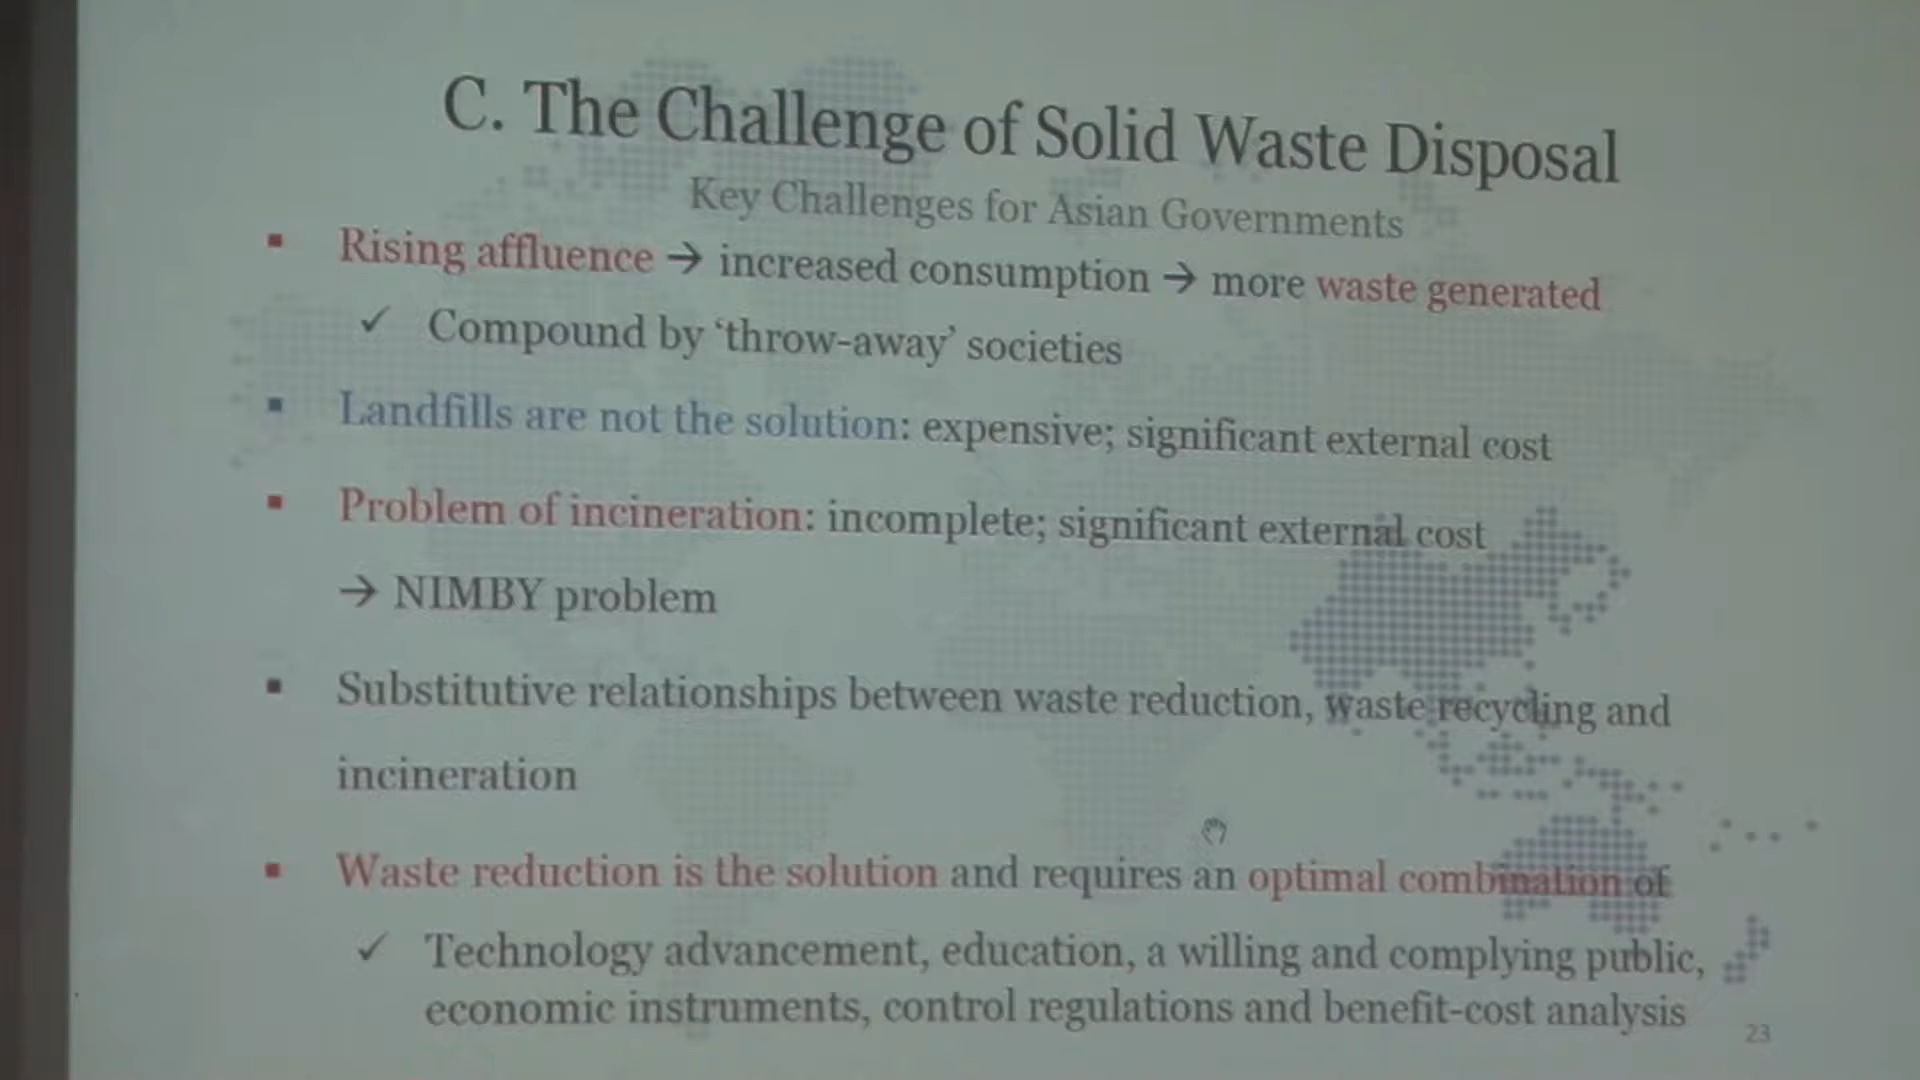 C. The Challenge of Solid Waste Disposal
Key Challenges for Asian Governments
▪ Rising affluence → increased consumption → more waste generated
✓ Compound by ‘throw-away’ societies
▪ Landfills are not the solution: expensive; significant external cost
▪ Problem of incineration: incomplete; significant external cost
→ NIMBY problem
▪ Substitutive relationships between waste reduction, waste recycling and
incineration
▪ Waste reduction is the solution and requires an optimal combination of
✓ Technology advancement, education, a willing and complying public,
economic instruments, control regulations and benefit-cost analysis
23